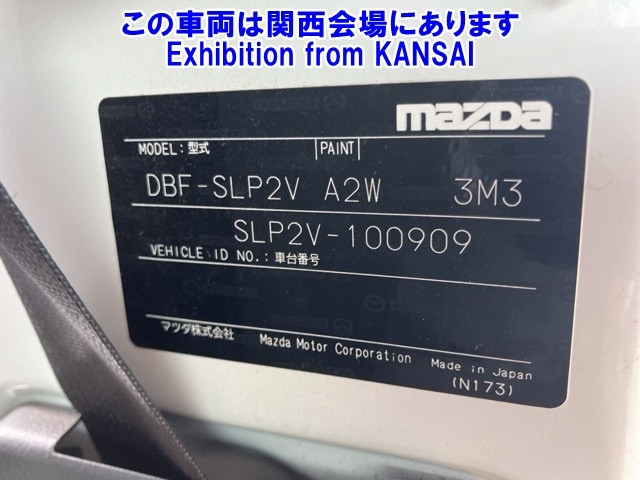 この車両は関西会場にあります
Exhibition from KANSAI
mazda
MODEL:型式 |PAINT|
DBF-SLP2V A2W 3M3
SLP2V-100909
VEHICLE ID NO.:車台番号
マツダ株式会社 Mazda Motor Corporation Made in Japan
(N173)